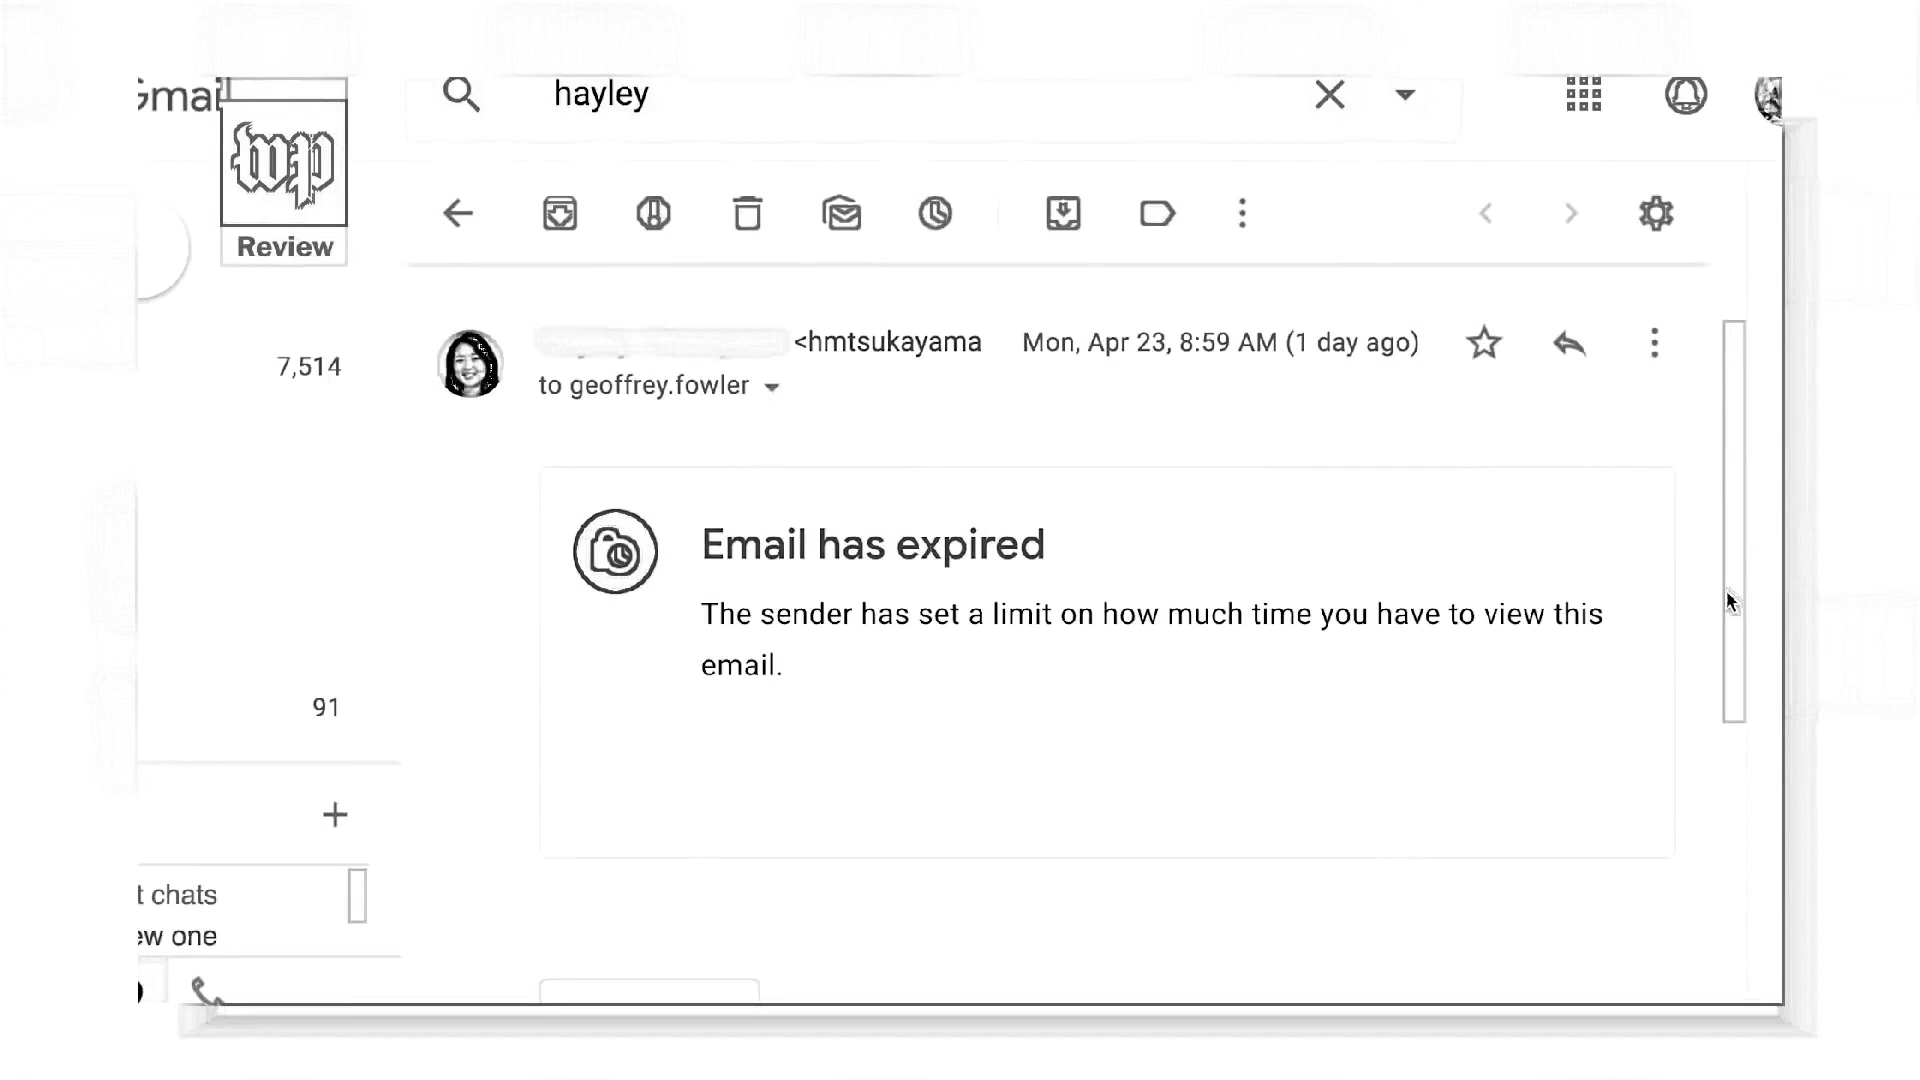 Gmail
hayley
wp
Review
<hmtsukayama
Mon, Apr 23, 8:59 AM (1 day ago)
to geoffrey.fowler
7,514
Email has expired
The sender has set a limit on how much time you have to view this
email.
91
t chats
ew one